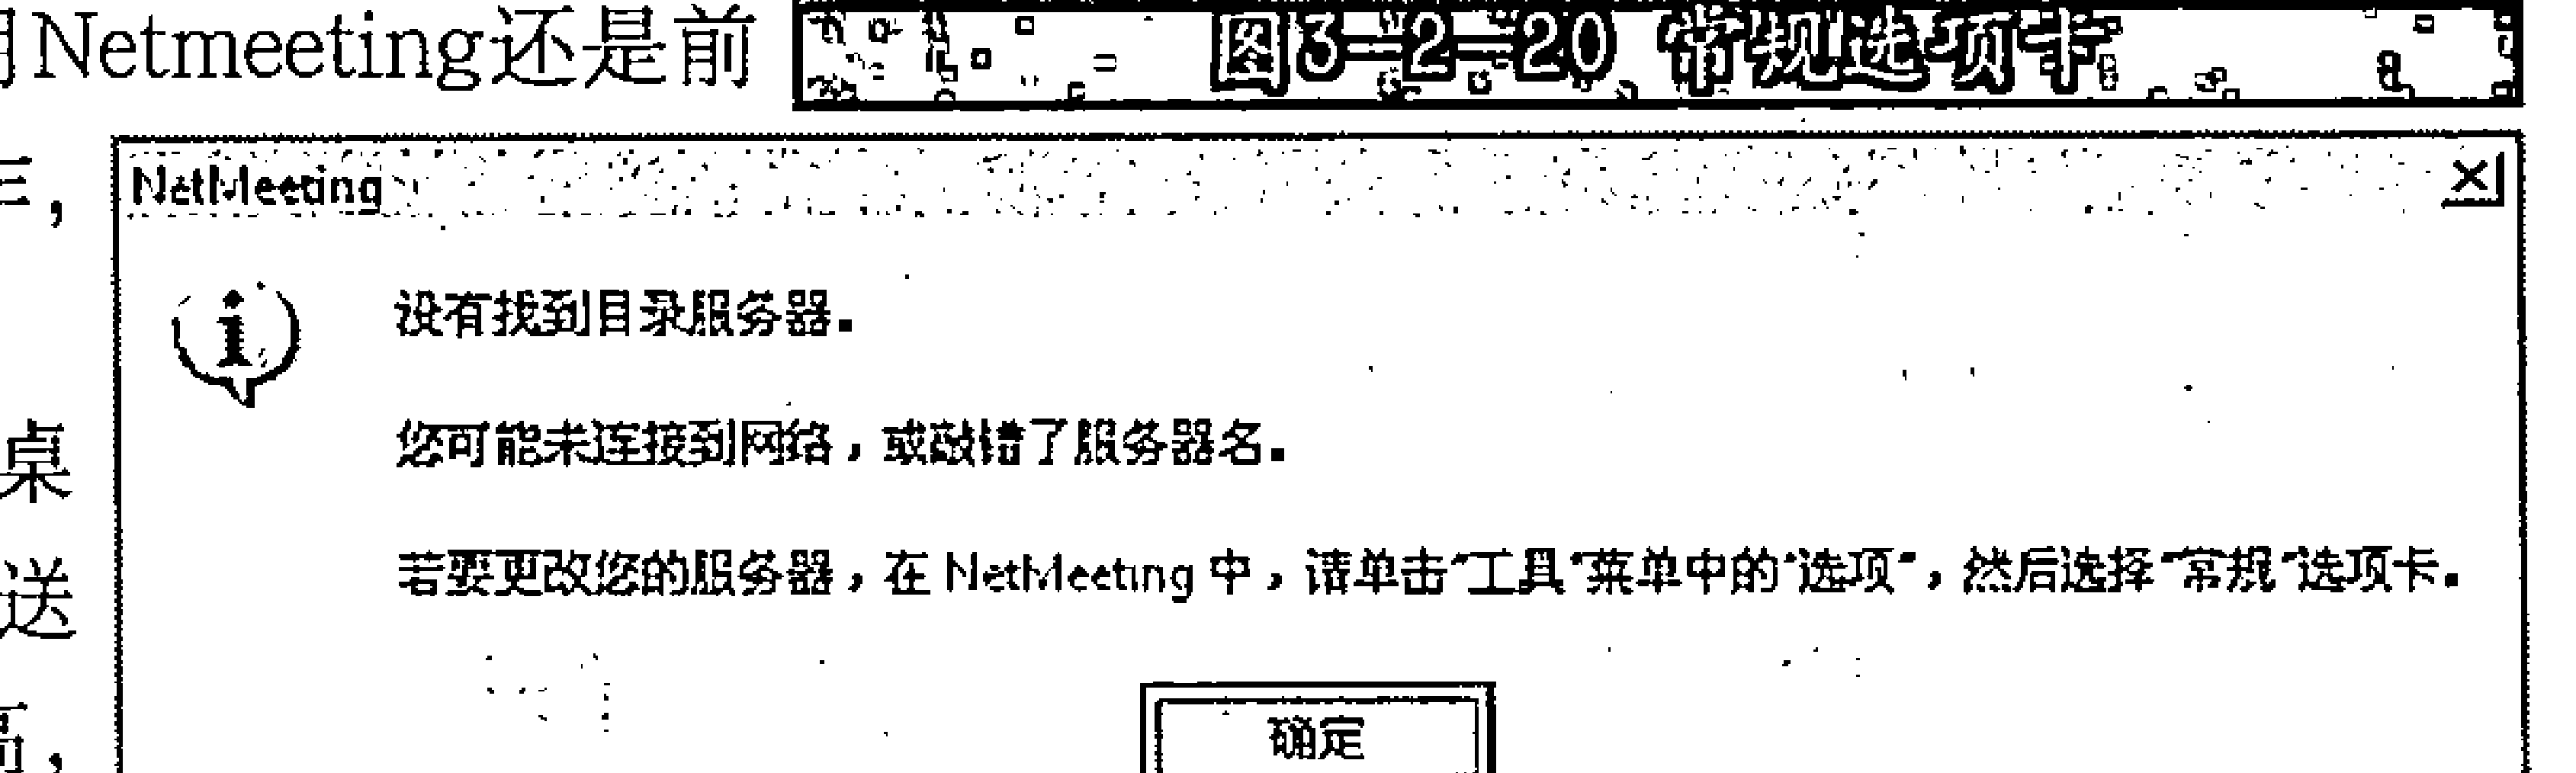 Netmeeting还是前
图3-2-20 常规选项卡
NetMeeting
没有找到目录服务器。
您可能未连接到网络，或敲错了服务器名。
若要更改您的服务器，在 NetMeeting 中，请单击“工具”菜单中的“选项”，然后选择“常规”选项卡。
桌
送
确定